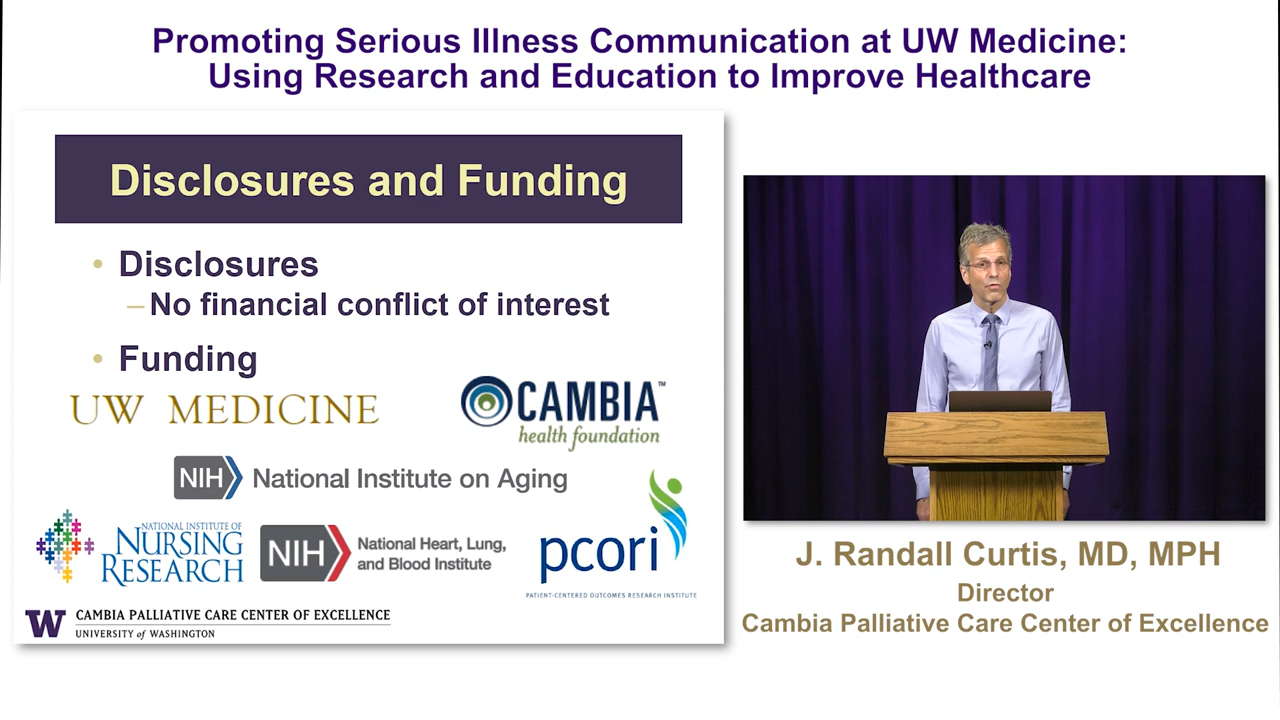 Promoting Serious Illness Communication at UW Medicine:
Using Research and Education to Improve Healthcare
Disclosures and Funding
• Disclosures
– No financial conflict of interest
• Funding
UW MEDICINE
CAMBIA™
health foundation
NIH National Institute on Aging
NATIONAL INSTITUTE OF
NURSING
RESEARCH
NIH National Heart, Lung,
and Blood Institute
pcori
PATIENT-CENTERED OUTCOMES RESEARCH INSTITUTE
W CAMBIA PALLIATIVE CARE CENTER OF EXCELLENCE
UNIVERSITY of WASHINGTON
J. Randall Curtis, MD, MPH
Director
Cambia Palliative Care Center of Excellence